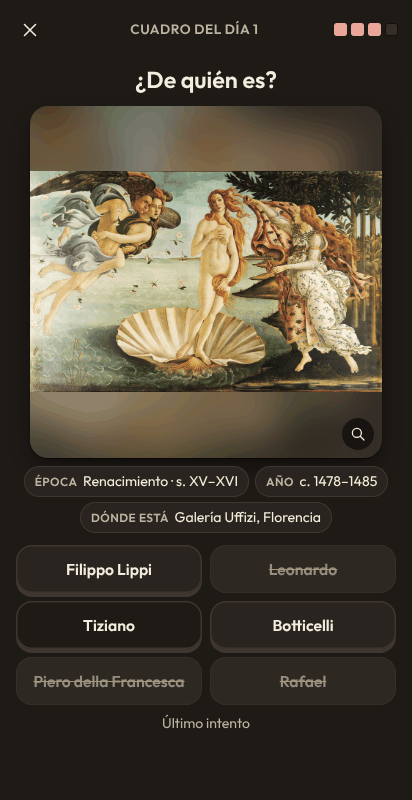 CUADRO DEL DÍA 1
¿De quién es?
ÉPOCA Renacimiento · s. XV–XVI AÑO c. 1478–1485
DÓNDE ESTÁ Galería Uffizi, Florencia
Filippo Lippi Leonardo
Tiziano Botticelli
Piero della Francesca Rafael
Último intento